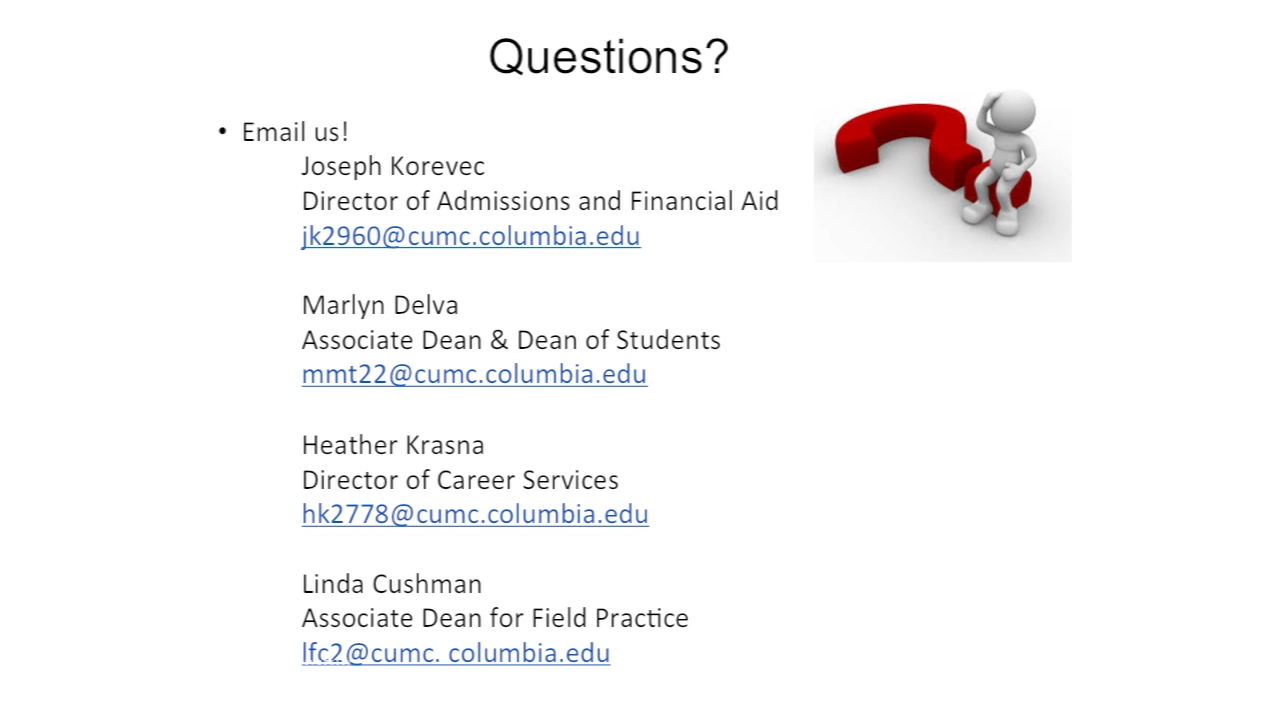 Questions?
• Email us!
Joseph Korevec
Director of Admissions and Financial Aid
jk2960@cumc.columbia.edu
Marlyn Delva
Associate Dean & Dean of Students
mmt22@cumc.columbia.edu
Heather Krasna
Director of Career Services
hk2778@cumc.columbia.edu
Linda Cushman
Associate Dean for Field Practice
lfc2@cumc. columbia.edu